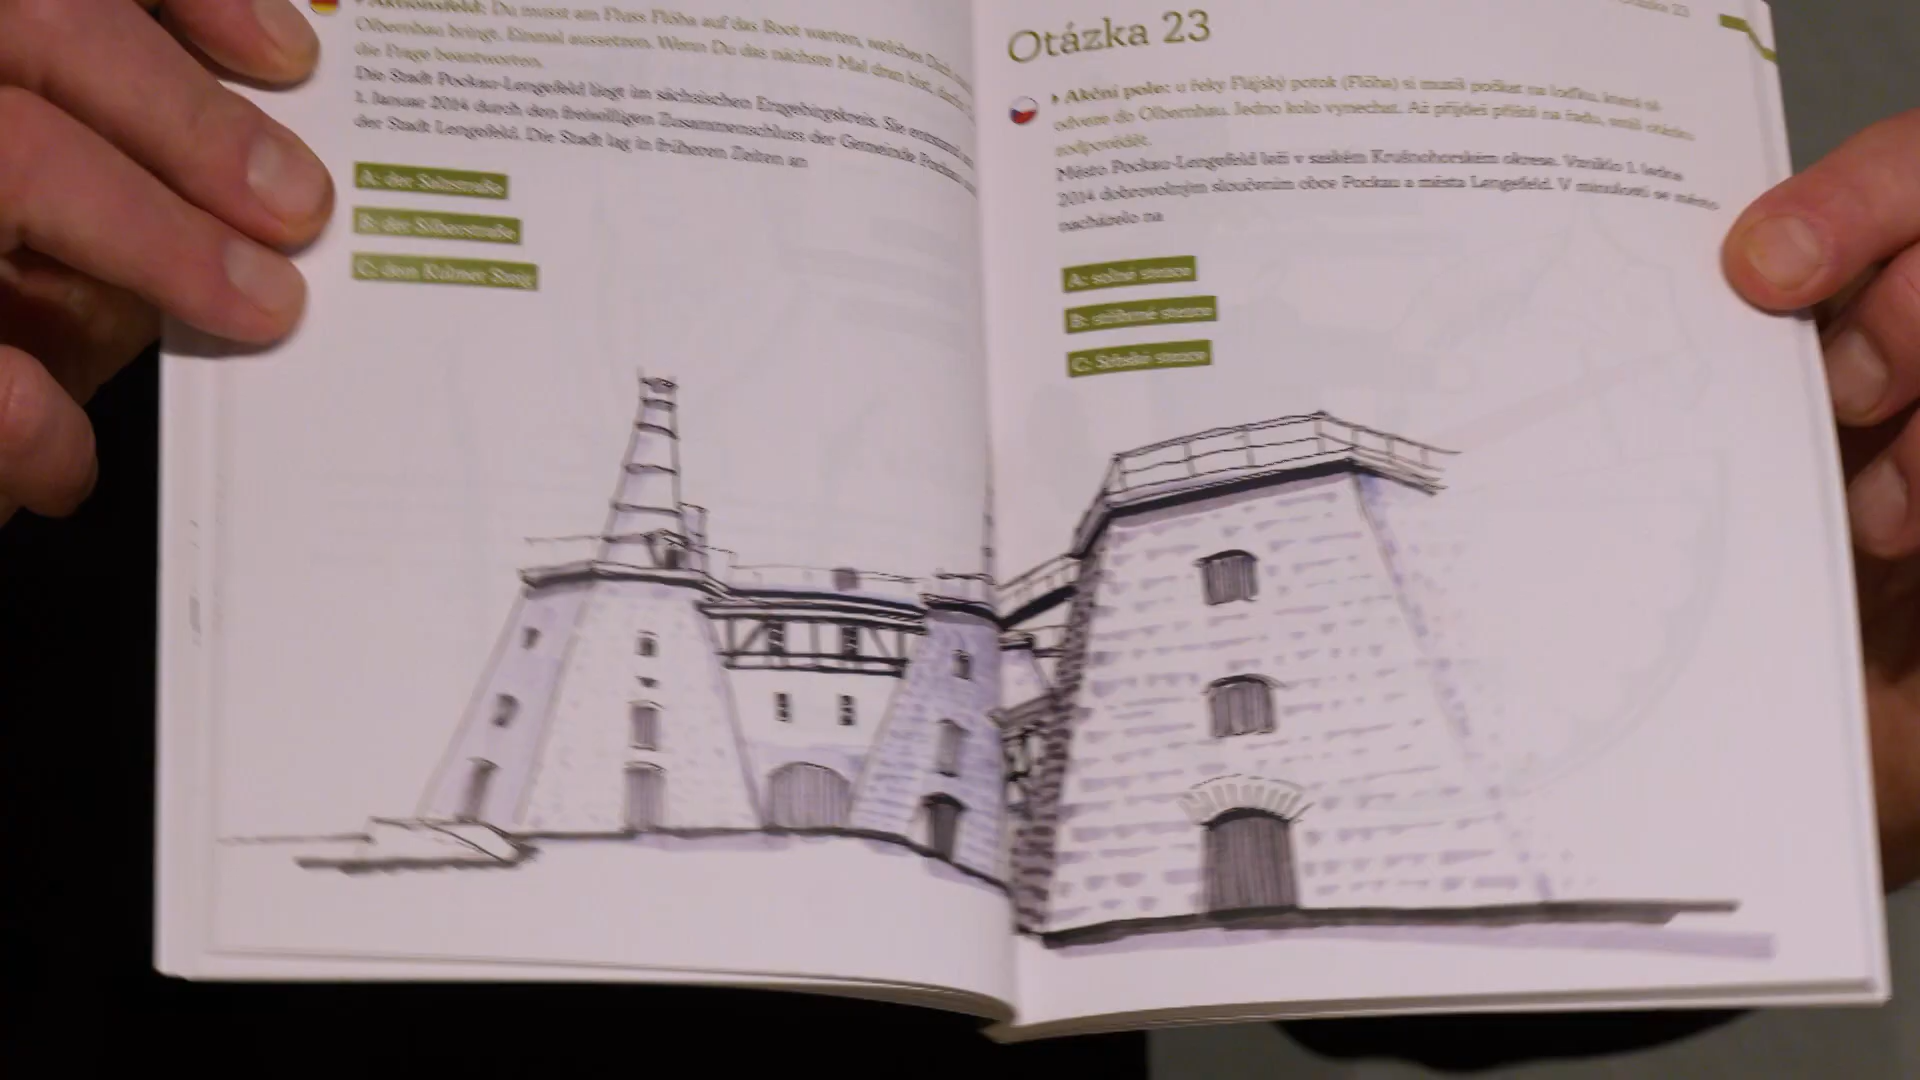 Aktionsfeld: Du musst am Fluss Flöha auf das Boot warten, welches Dich
Olbernhau bringt. Einmal aussetzen. Wenn Du das nächste Mal dran bist, darfst
die Frage beantworten.
Die Stadt Pockau-Lengefeld liegt im sächsischen Erzgebirgskreis. Sie entstand
1. Januar 2014 durch den freiwilligen Zusammenschluss der Gemeinde Pockau
der Stadt Lengefeld. Die Stadt lag in früheren Zeiten an
A: der Salzstraße
B: der Silberstraße
C: dem Kulmer Steig
Otázka 23
Otázka 23
Akční pole: u řeky Flájský potok (Flöha) si musíš počkat na loďku, která tě
odveze do Olbernhau. Jedno kolo vynechat. Až přijdeš příště na řadu, smíš otázku
zodpovědět.
Město Pockau-Lengefeld leží v saském Krušnohorském okrese. Vzniklo 1. ledna
2014 dobrovolným sloučením obce Pockau a města Lengefeld. V minulosti se město
nacházelo na
A: solné stezce
B: stříbrné stezce
C: Srbské stezce